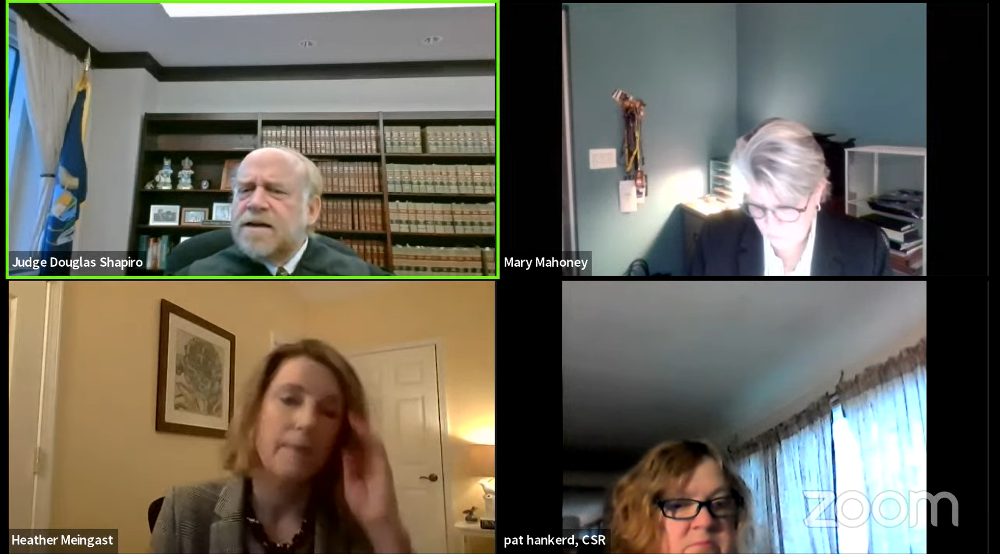 Judge Douglas Shapiro
Mary Mahoney
Heather Meingast
pat hankerd, CSR
zoom